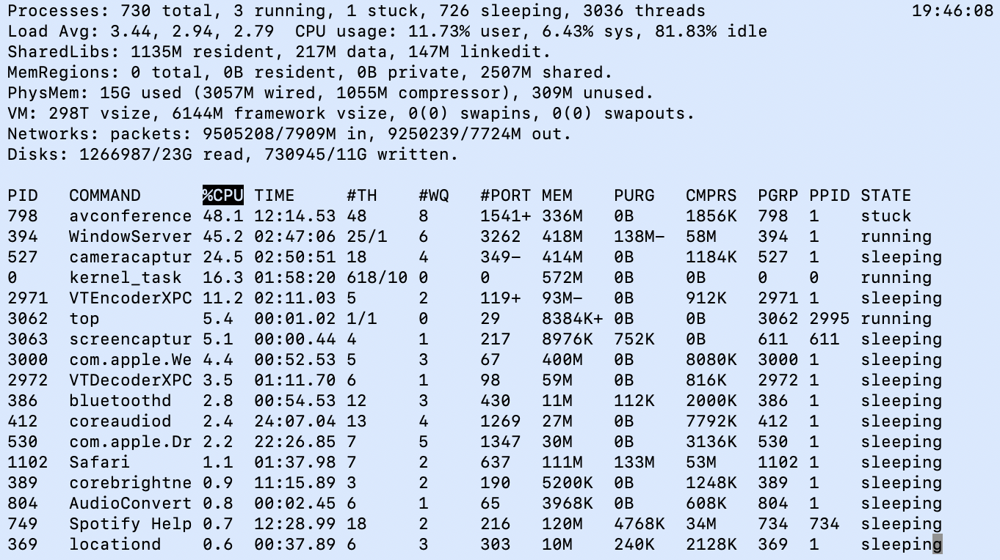 Processes: 730 total, 3 running, 1 stuck, 726 sleeping, 3036 threads 19:46:08
Load Avg: 3.44, 2.94, 2.79 CPU usage: 11.73% user, 6.43% sys, 81.83% idle
SharedLibs: 1135M resident, 217M data, 147M linkedit.
MemRegions: 0 total, 0B resident, 0B private, 2507M shared.
PhysMem: 15G used (3057M wired, 1055M compressor), 309M unused.
VM: 298T vsize, 6144M framework vsize, 0(0) swapins, 0(0) swapouts.
Networks: packets: 9505208/7909M in, 9250239/7724M out.
Disks: 1266987/23G read, 730945/11G written.
PID COMMAND %CPU TIME #TH #WQ #PORT MEM PURG CMPRS PGRP PPID STATE
798 avconference 48.1 12:14.53 48 8 1541+ 336M 0B 1856K 798 1 stuck
394 WindowServer 45.2 02:47:06 25/1 6 3262 418M 138M- 58M 394 1 running
527 cameracaptur 24.5 02:50:51 18 4 349- 414M 0B 1184K 527 1 sleeping
0 kernel_task 16.3 01:58:20 618/10 0 0 572M 0B 0B 0 0 running
2971 VTEncoderXPC 11.2 02:11.03 5 2 119+ 93M- 0B 912K 2971 1 sleeping
3062 top 5.4 00:01.02 1/1 0 29 8384K+ 0B 0B 3062 2995 running
3063 screencaptur 5.1 00:00.44 4 1 217 8976K 752K 0B 611 611 sleeping
3000 com.apple.We 4.4 00:52.53 5 3 67 400M 0B 8080K 3000 1 sleeping
2972 VTDecoderXPC 3.5 01:11.70 6 1 98 59M 0B 816K 2972 1 sleeping
386 bluetoothd 2.8 00:54.53 12 3 430 11M 112K 2000K 386 1 sleeping
412 coreaudiod 2.4 24:07.04 13 4 1269 27M 0B 7792K 412 1 sleeping
530 com.apple.Dr 2.2 22:26.85 7 5 1347 30M 0B 3136K 530 1 sleeping
1102 Safari 1.1 01:37.98 7 2 637 111M 133M 53M 1102 1 sleeping
389 corebrightne 0.9 11:15.89 3 2 190 5200K 0B 1248K 389 1 sleeping
804 AudioConvert 0.8 00:02.45 6 1 65 3968K 0B 608K 804 1 sleeping
749 Spotify Help 0.7 12:28.99 18 2 216 120M 4768K 34M 734 734 sleeping
369 locationd 0.6 00:37.89 6 3 303 10M 240K 2128K 369 1 sleeping